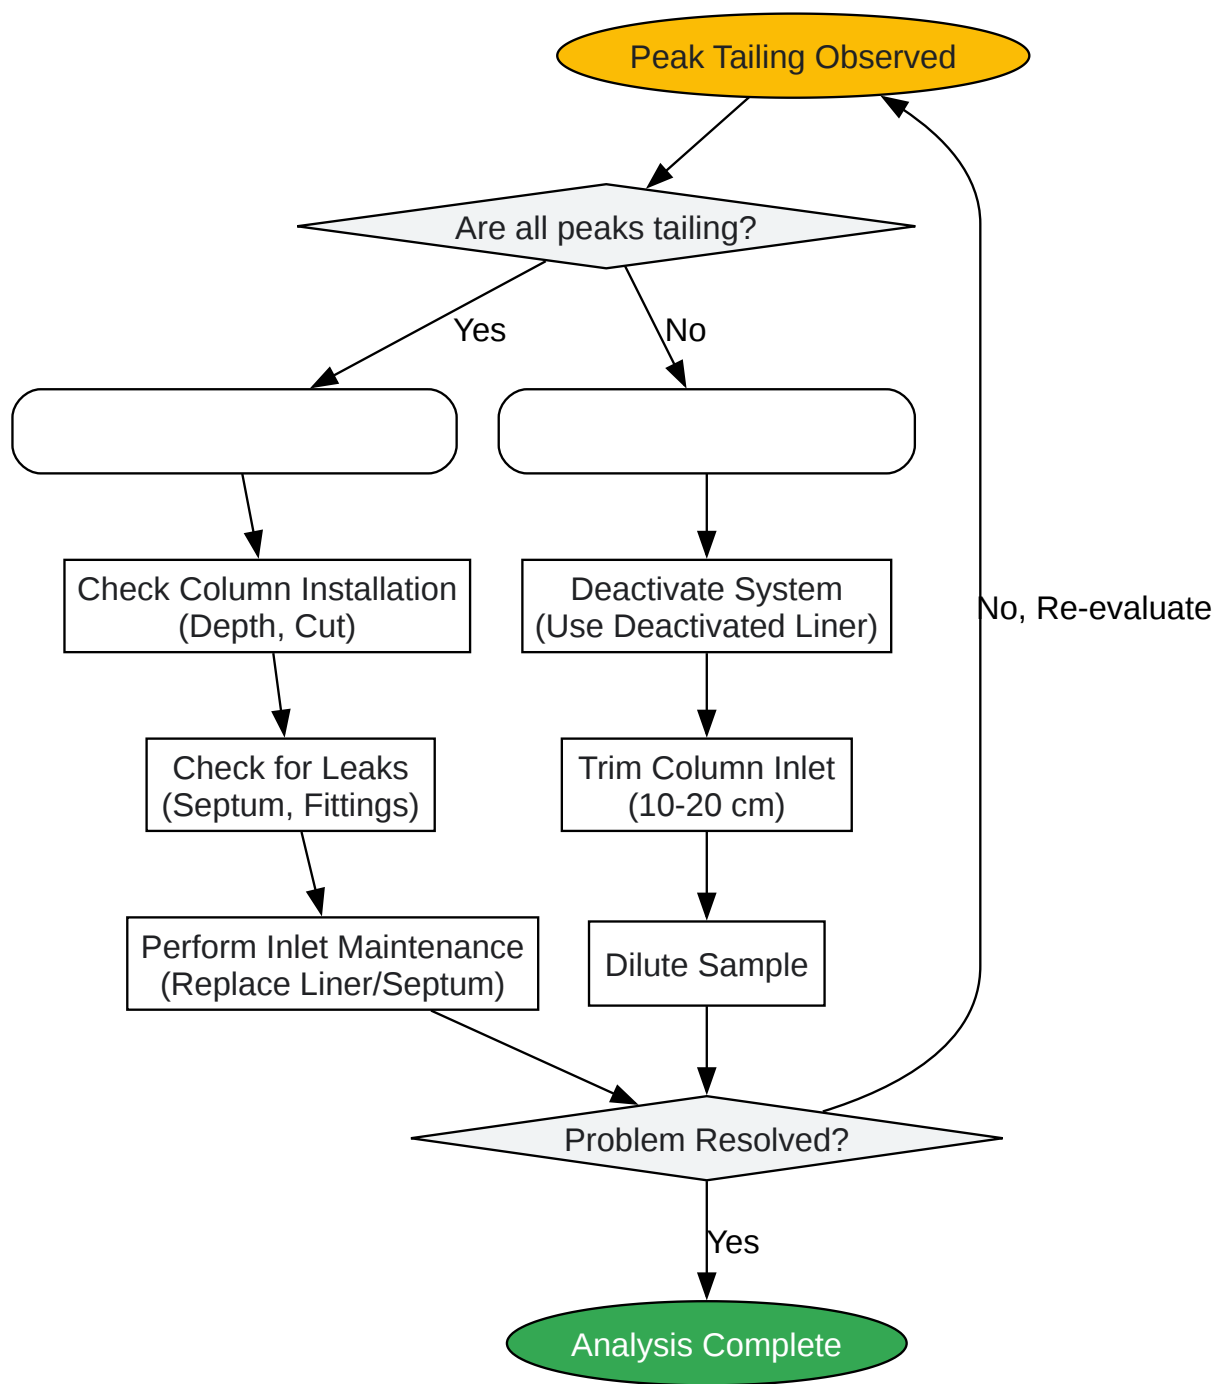 Peak Tailing Observed
Are all peaks tailing?
Yes
No
Check Column Installation
(Depth, Cut)
Deactivate System
(Use Deactivated Liner)
No, Re-evaluate
Check for Leaks
(Septum, Fittings)
Trim Column Inlet
(10-20 cm)
Perform Inlet Maintenance
(Replace Liner/Septum)
Dilute Sample
Problem Resolved?
Yes
Analysis Complete